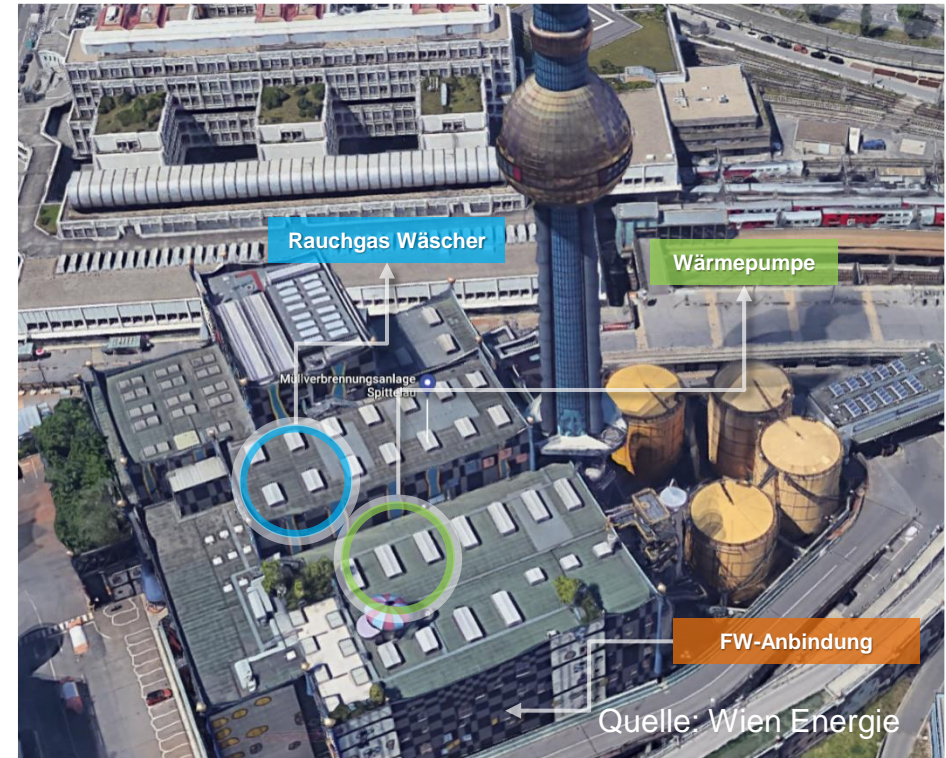 Rauchgas Wäscher
Wärmepumpe
Müllverbrennungsanlage
Spittelau
FW-Anbindung
Quelle: Wien Energie